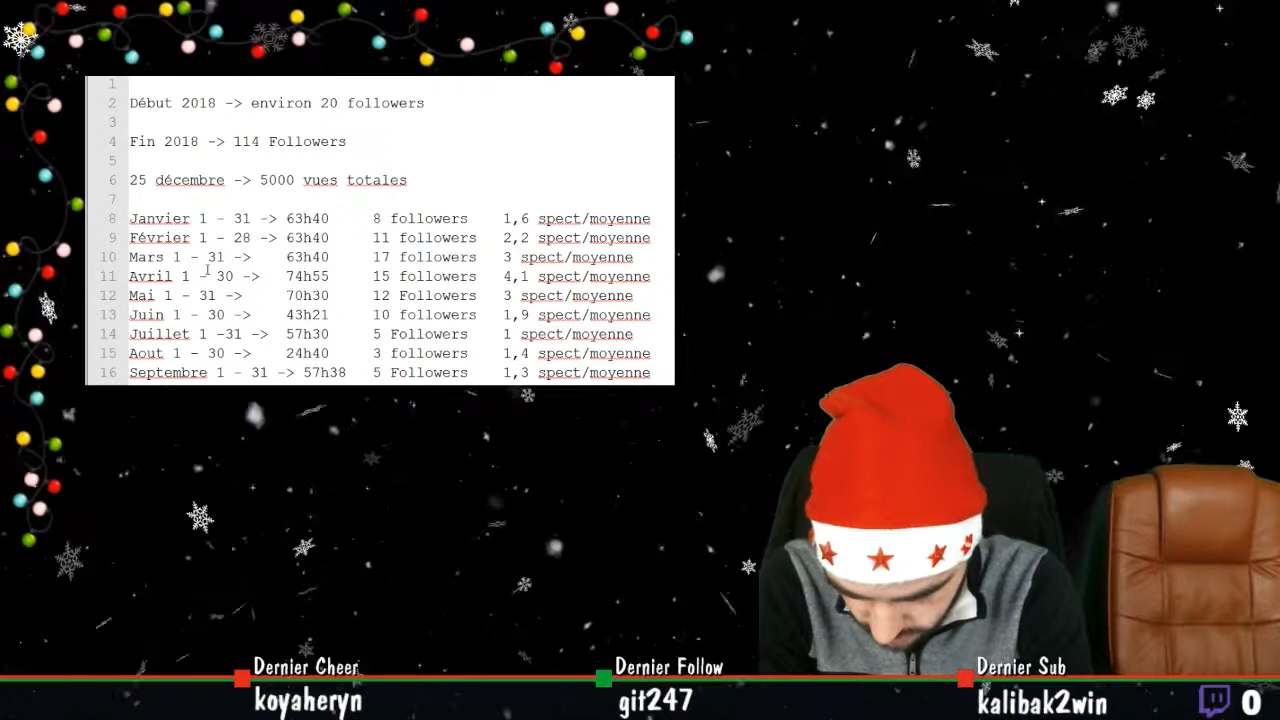 1
2 Début 2018 -> environ 20 followers
3
4 Fin 2018 -> 114 Followers
5
6 25 décembre -> 5000 vues totales
7
8 Janvier 1 - 31 -> 63h40 8 followers 1,6 spect/moyenne
9 Février 1 - 28 -> 63h40 11 followers 2,2 spect/moyenne
10 Mars 1 - 31 -> 63h40 17 followers 3 spect/moyenne
11 Avril 1 - 30 -> 74h55 15 followers 4,1 spect/moyenne
12 Mai 1 - 31 -> 70h30 12 Followers 3 spect/moyenne
13 Juin 1 - 30 -> 43h21 10 followers 1,9 spect/moyenne
14 Juillet 1 -31 -> 57h30 5 Followers 1 spect/moyenne
15 Aout 1 - 30 -> 24h40 3 followers 1,4 spect/moyenne
16 Septembre 1 - 31 -> 57h38 5 Followers 1,3 spect/moyenne
Dernier Cheer
koyaheryn
Dernier Follow
git247
Dernier Sub
kalibak2win
0